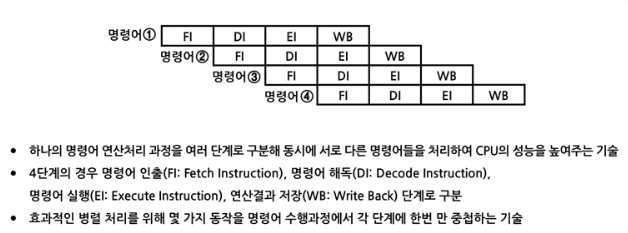 명령어① FI DI EI WB
명령어② FI DI EI WB
명령어③ FI DI EI WB
명령어④ FI DI EI WB
• 하나의 명령어 연산처리 과정을 여러 단계로 구분해 동시에 서로 다른 명령어들을 처리하여 CPU의 성능을 높여주는 기술
• 4단계의 경우 명령어 인출(FI: Fetch Instruction), 명령어 해독(DI: Decode Instruction),
명령어 실행(EI: Execute Instruction), 연산결과 저장(WB: Write Back) 단계로 구분
• 효과적인 병렬 처리를 위해 몇 가지 동작을 명령어 수행과정에서 각 단계에 한번 만 중첩하는 기술